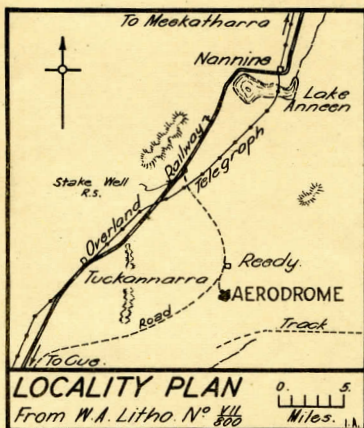 To Meekatharra
Nannine
Lake
Anneen
Railway
Telegraph
Stake Well
R.S.
Overland
Reedy.
Tuckannarra
AERODROME
Road
Track
To Cue.
LOCALITY PLAN
0. 5.
From W.A. Litho. Nº VII/800 Miles.